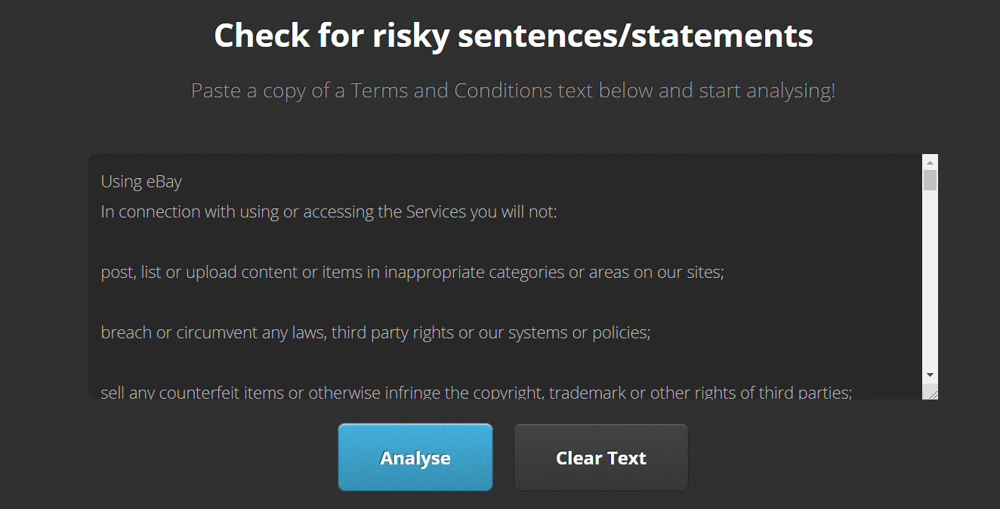 Check for risky sentences/statements
Paste a copy of a Terms and Conditions text below and start analysing!
Using eBay
In connection with using or accessing the Services you will not:
post, list or upload content or items in inappropriate categories or areas on our sites;
breach or circumvent any laws, third party rights or our systems or policies;
sell any counterfeit items or otherwise infringe the copyright, trademark or other rights of third parties;
Analyse
Clear Text